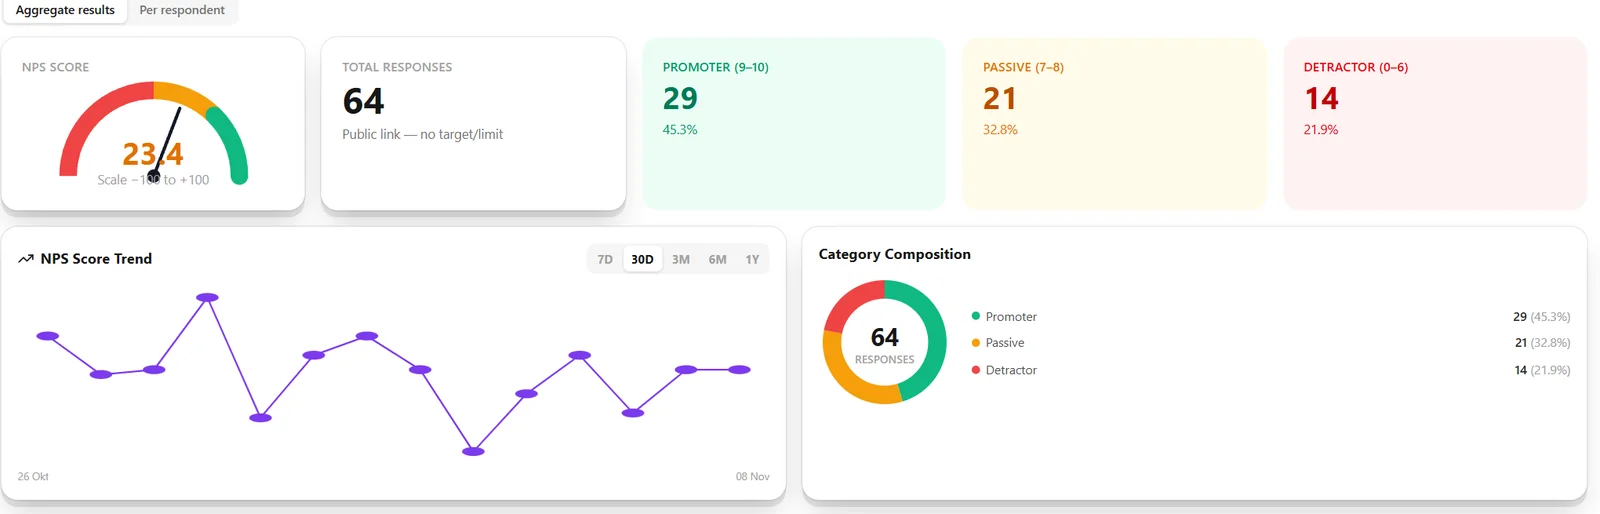 Aggregate results
Per respondent
NPS SCORE
23.4
Scale −100 to +100
TOTAL RESPONSES
64
Public link — no target/limit
PROMOTER (9–10)
29
45.3%
PASSIVE (7–8)
21
32.8%
DETRACTOR (0–6)
14
21.9%
NPS Score Trend
7D 30D 3M 6M 1Y
26 Okt
08 Nov
Category Composition
64
RESPONSES
Promoter 29 (45.3%)
Passive 21 (32.8%)
Detractor 14 (21.9%)